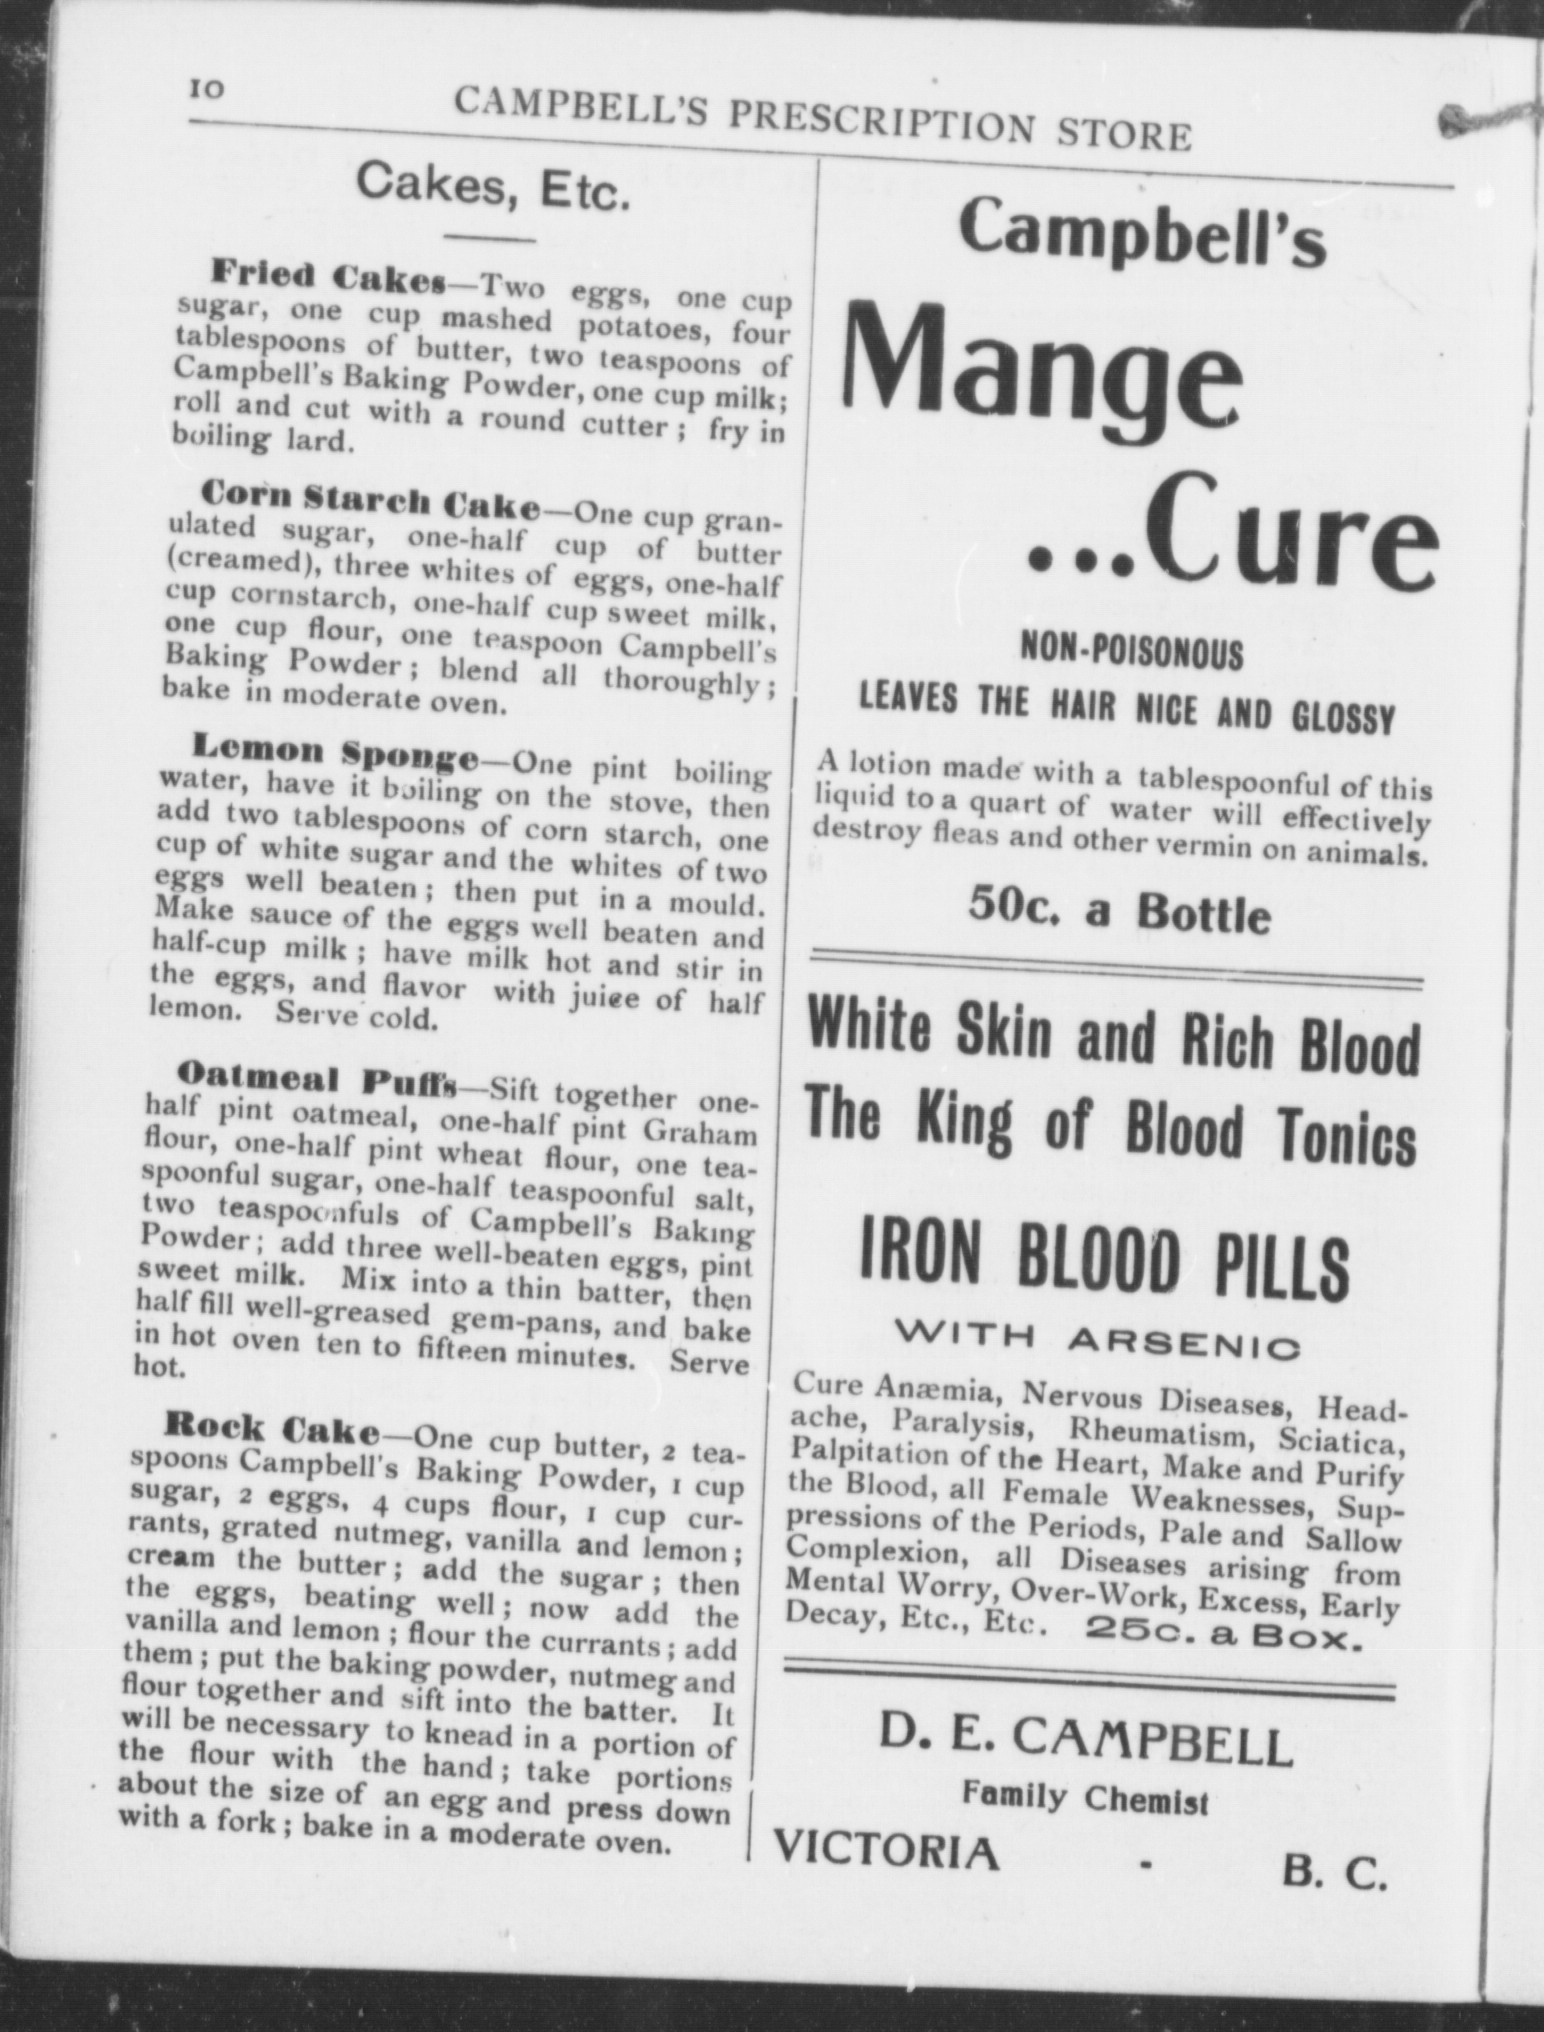 10
CAMPBELL'S PRESCRIPTION STORE
Cakes, Etc.
Fried Cakes—Two eggs, one cup
sugar, one cup mashed potatoes, four
tablespoons of butter, two teaspoons of
Campbell's Baking Powder, one cup milk;
roll and cut with a round cutter; fry in
boiling lard.
Corn Starch Cake—One cup gran-
ulated sugar, one-half cup of butter
(creamed), three whites of eggs, one-half
cup cornstarch, one-half cup sweet milk,
one cup flour, one teaspoon Campbell's
Baking Powder; blend all thoroughly;
bake in moderate oven.
Lemon Sponge—One pint boiling
water, have it boiling on the stove, then
add two tablespoons of corn starch, one
cup of white sugar and the whites of two
eggs well beaten; then put in a mould.
Make sauce of the eggs well beaten and
half-cup milk; have milk hot and stir in
the eggs, and flavor with juice of half
lemon. Serve cold.
Oatmeal Puffs—Sift together one-
half pint oatmeal, one-half pint Graham
flour, one-half pint wheat flour, one tea-
spoonful sugar, one-half teaspoonful salt,
two teaspoonfuls of Campbell's Baking
Powder; add three well-beaten eggs, pint
sweet milk. Mix into a thin batter, then
half fill well-greased gem-pans, and bake
in hot oven ten to fifteen minutes. Serve
hot.
Rock Cake—One cup butter, 2 tea-
spoons Campbell's Baking Powder, 1 cup
sugar, 2 eggs, 4 cups flour, 1 cup cur-
rants, grated nutmeg, vanilla and lemon;
cream the butter; add the sugar; then
the eggs, beating well; now add the
vanilla and lemon; flour the currants; add
them; put the baking powder, nutmeg and
flour together and sift into the batter. It
will be necessary to knead in a portion of
the flour with the hand; take portions
about the size of an egg and press down
with a fork; bake in a moderate oven.
Campbell's
Mange
...Cure
NON-POISONOUS
LEAVES THE HAIR NICE AND GLOSSY
A lotion made with a tablespoonful of this
liquid to a quart of water will effectively
destroy fleas and other vermin on animals.
50c. a Bottle
White Skin and Rich Blood
The King of Blood Tonics
IRON BLOOD PILLS
WITH ARSENIC
Cure Anæmia, Nervous Diseases, Head-
ache, Paralysis, Rheumatism, Sciatica,
Palpitation of the Heart, Make and Purify
the Blood, all Female Weaknesses, Sup-
pressions of the Periods, Pale and Sallow
Complexion, all Diseases arising from
Mental Worry, Over-Work, Excess, Early
Decay, Etc., Etc. 25c. a Box.
D. E. CAMPBELL
Family Chemist
VICTORIA - B. C.